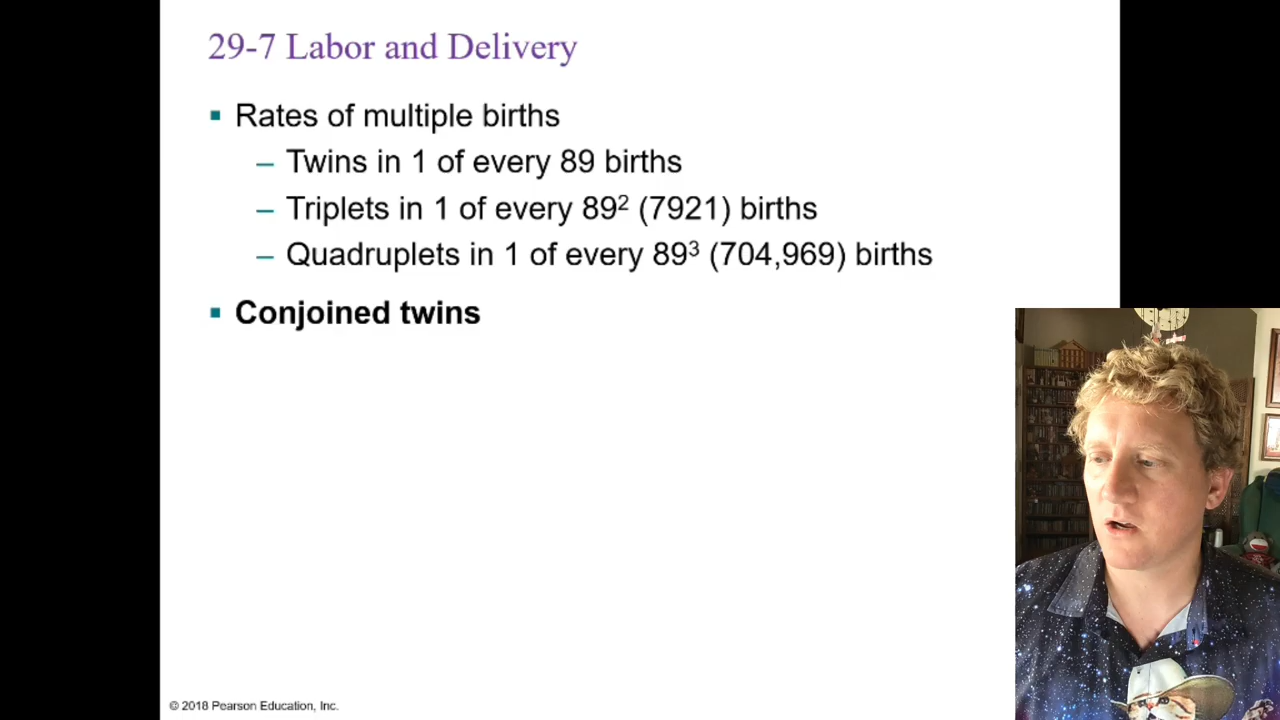 29-7 Labor and Delivery
▪ Rates of multiple births
– Twins in 1 of every 89 births
– Triplets in 1 of every 89² (7921) births
– Quadruplets in 1 of every 89³ (704,969) births
▪ Conjoined twins
© 2018 Pearson Education, Inc.